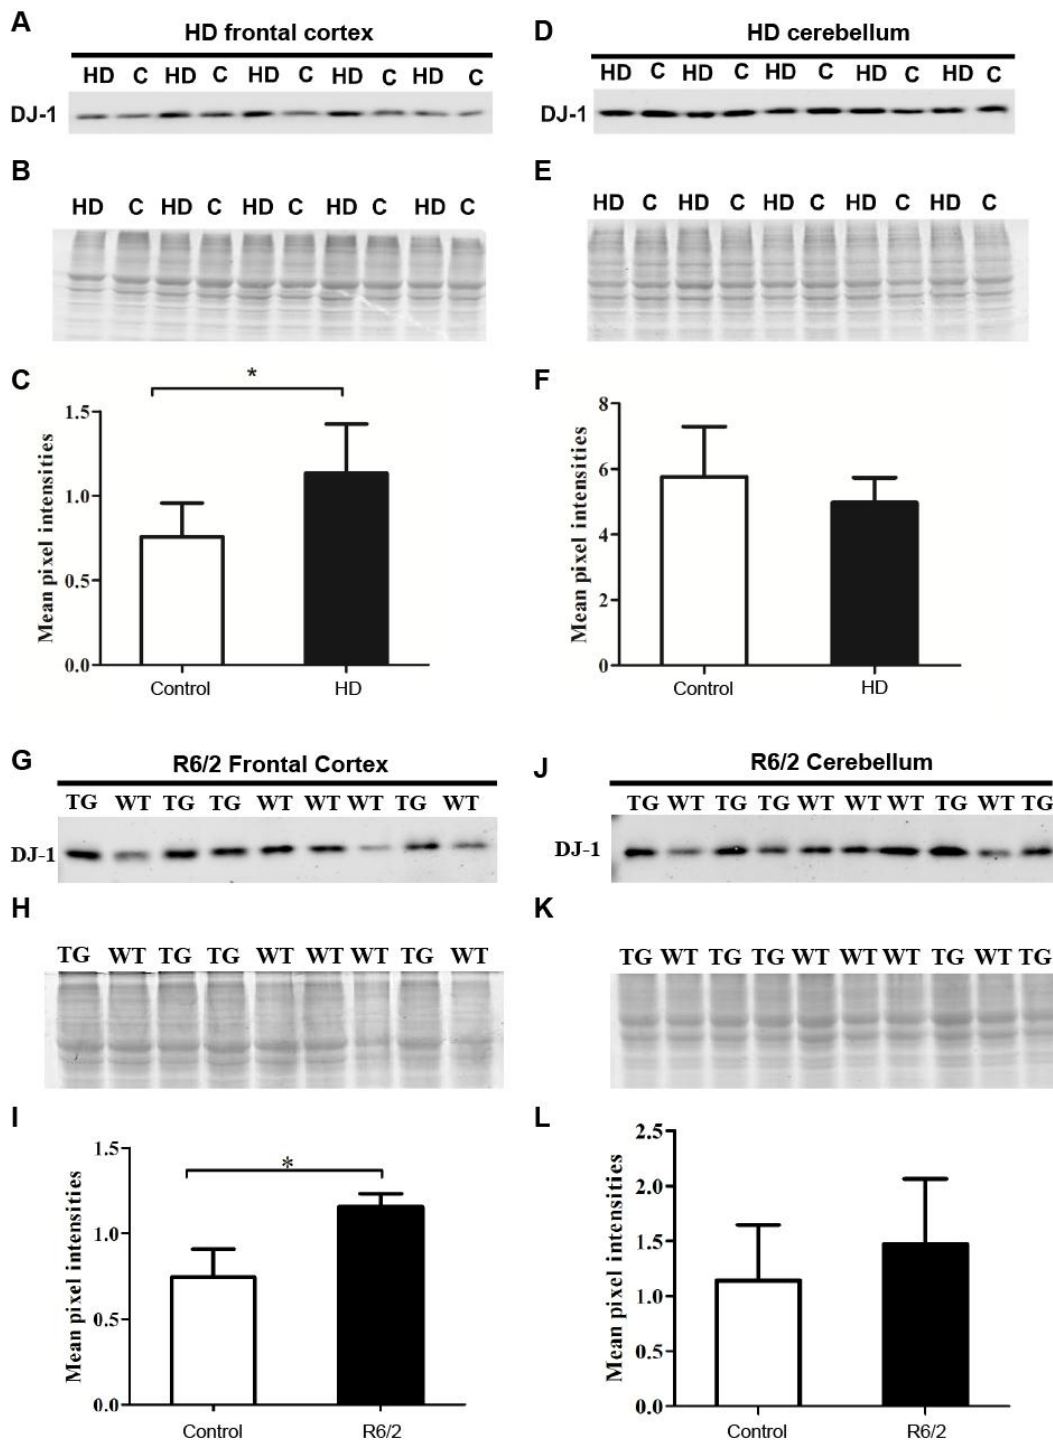 A
HD frontal cortex
HD C HD C HD C HD C HD C
DJ-1
B
HD C HD C HD C HD C HD C
C
*
Mean pixel intensities
1.5
1.0
0.5
0.0
Control HD
D
HD cerebellum
HD C HD C HD C HD C HD C
DJ-1
E
HD C HD C HD C HD C HD C
F
Mean pixel intensities
8
6
4
2
0
Control HD
G
R6/2 Frontal Cortex
TG WT TG TG WT WT WT TG WT
DJ-1
H
TG WT TG TG WT WT WT TG WT
I
*
Mean pixel intensities
1.5
1.0
0.5
0.0
Control R6/2
J
R6/2 Cerebellum
TG WT TG TG WT WT WT TG WT TG
DJ-1
K
TG WT TG TG WT WT WT TG WT TG
L
Mean pixel intensities
2.5
2.0
1.5
1.0
0.5
0.0
Control R6/2